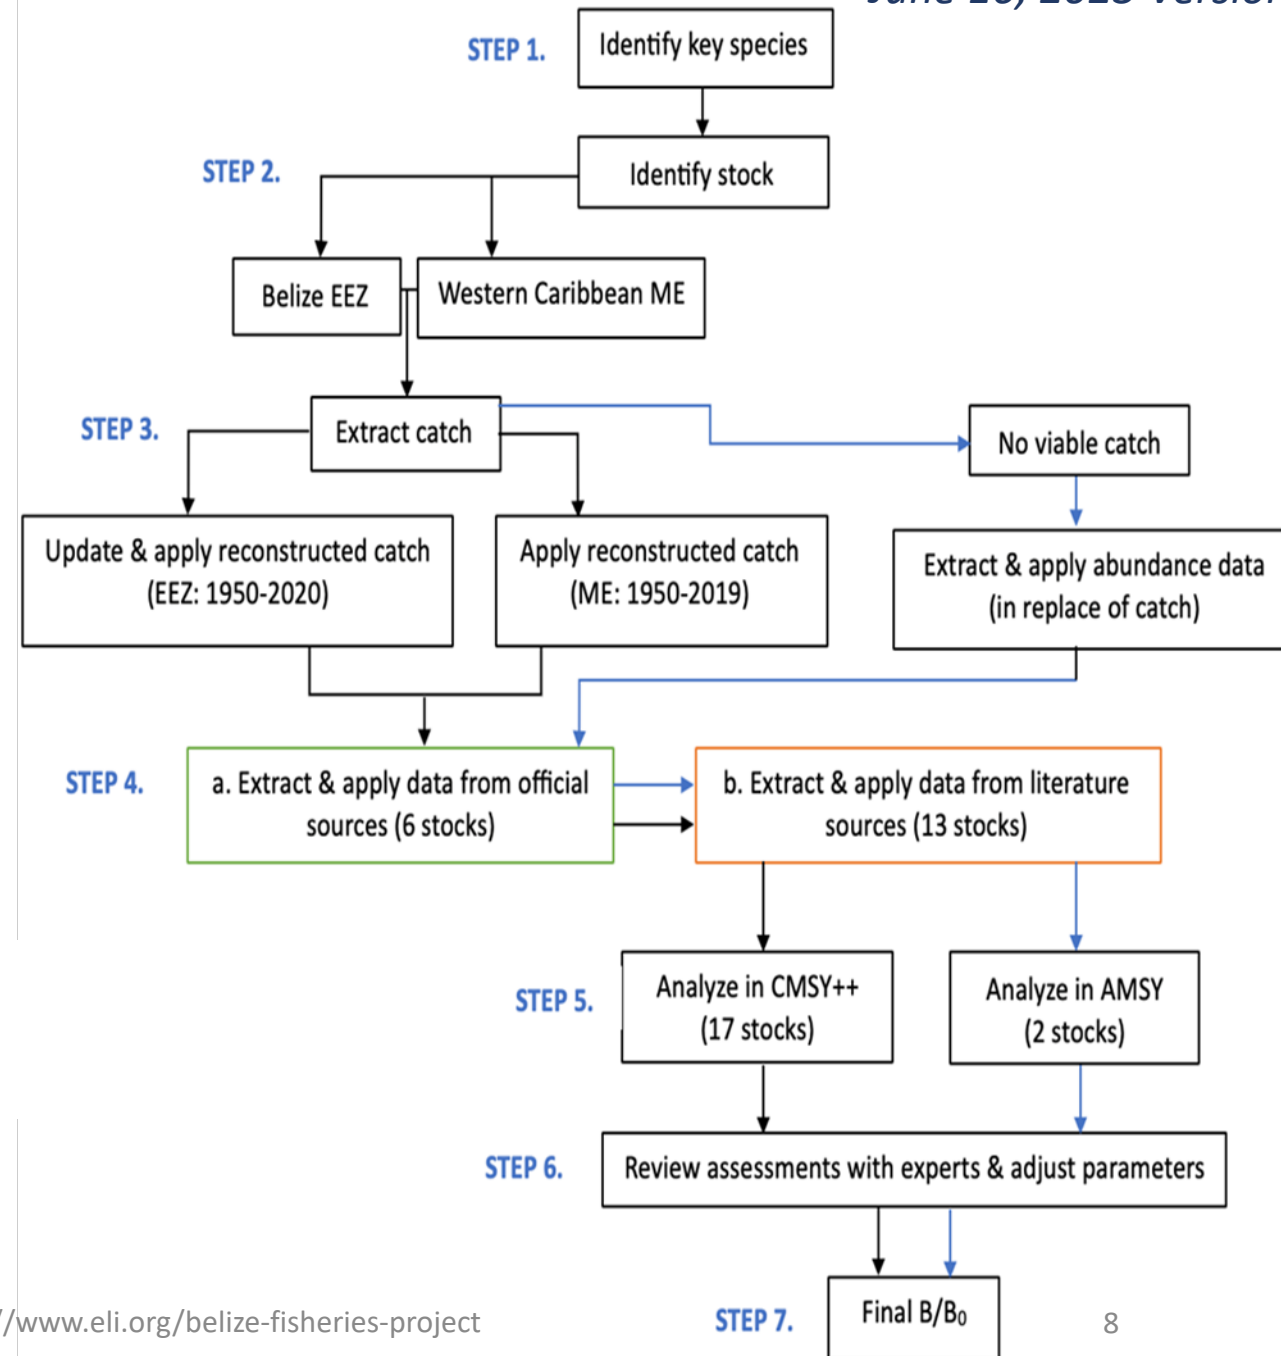 STEP 1.
Identify key species
STEP 2.
Identify stock
Belize EEZ
Western Caribbean ME
STEP 3.
Extract catch
No viable catch
Update & apply reconstructed catch
(EEZ: 1950-2020)
Apply reconstructed catch
(ME: 1950-2019)
Extract & apply abundance data
(in replace of catch)
STEP 4.
a. Extract & apply data from official
sources (6 stocks)
b. Extract & apply data from literature
sources (13 stocks)
STEP 5.
Analyze in CMSY++
(17 stocks)
Analyze in AMSY
(2 stocks)
STEP 6.
Review assessments with experts & adjust parameters
STEP 7.
Final B/B₀
//www.eli.org/belize-fisheries-project
8